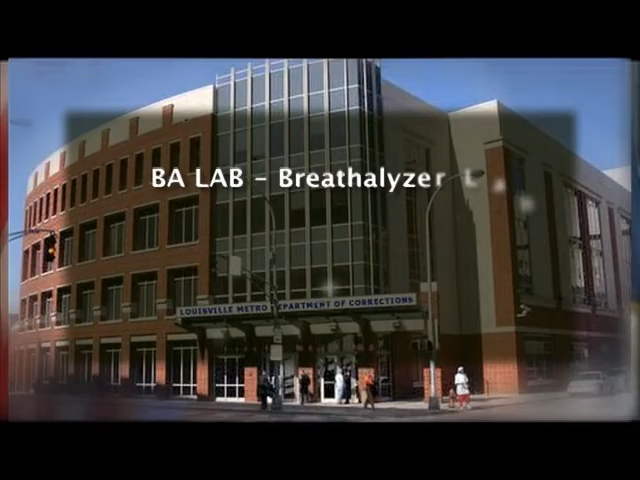 BA LAB – Breathalyzer L
LOUISVILLE METRO DEPARTMENT OF CORRECTIONS